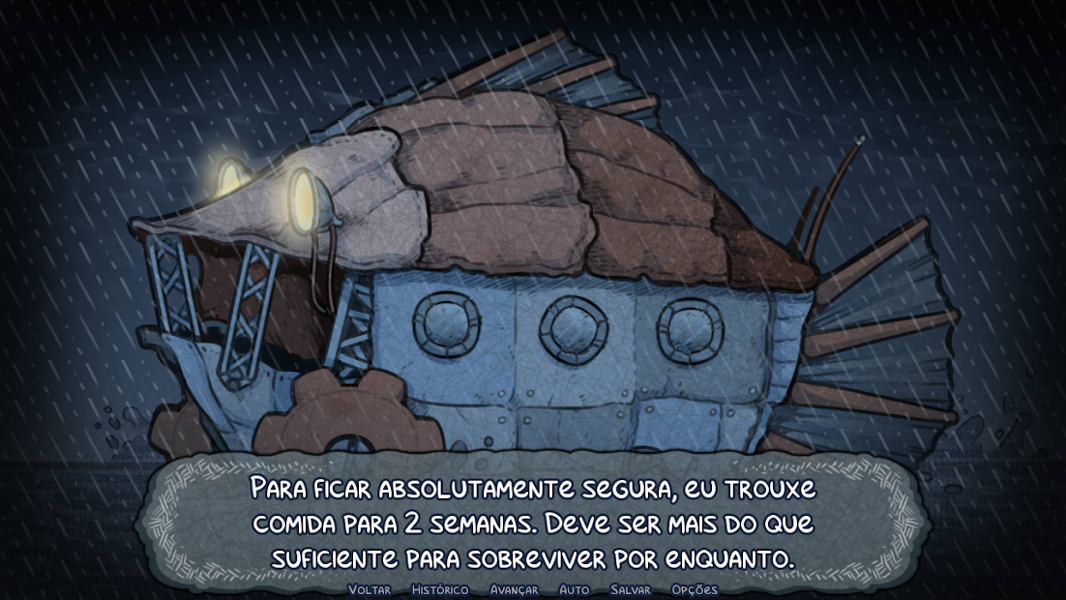 Para ficar absolutamente segura, eu trouxe
comida para 2 semanas. Deve ser mais do que
suficiente para sobreviver por enquanto.
Voltar Histórico Avançar Auto Salvar Opções